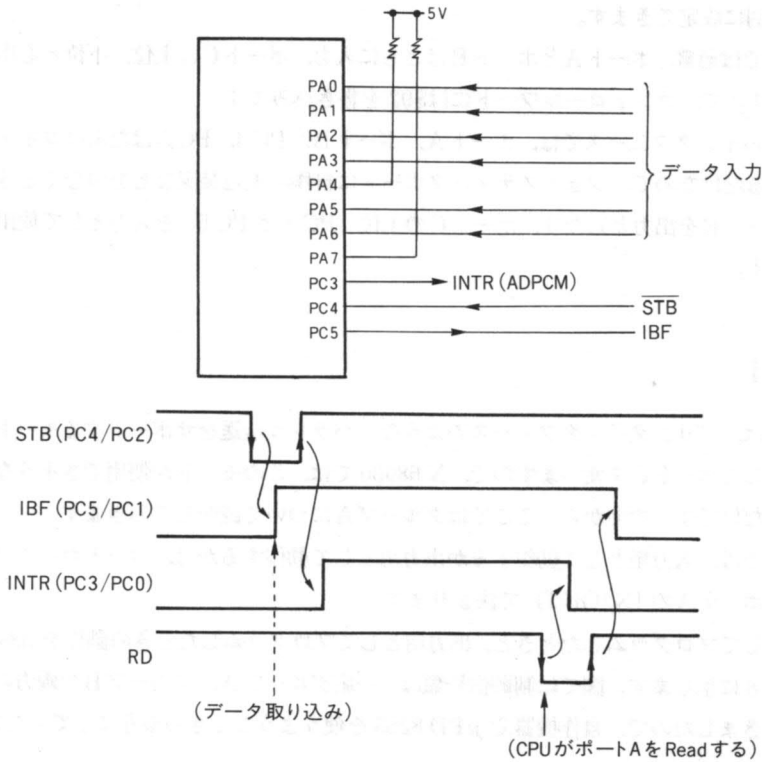 5V
PA0
PA1
PA2
PA3
PA4
PA5
PA6
PA7
データ入力
PC3 INTR(ADPCM)
PC4 STB
PC5 IBF
STB(PC4/PC2)
IBF(PC5/PC1)
INTR(PC3/PC0)
RD
(データ取り込み)
(CPUがポートAをReadする)